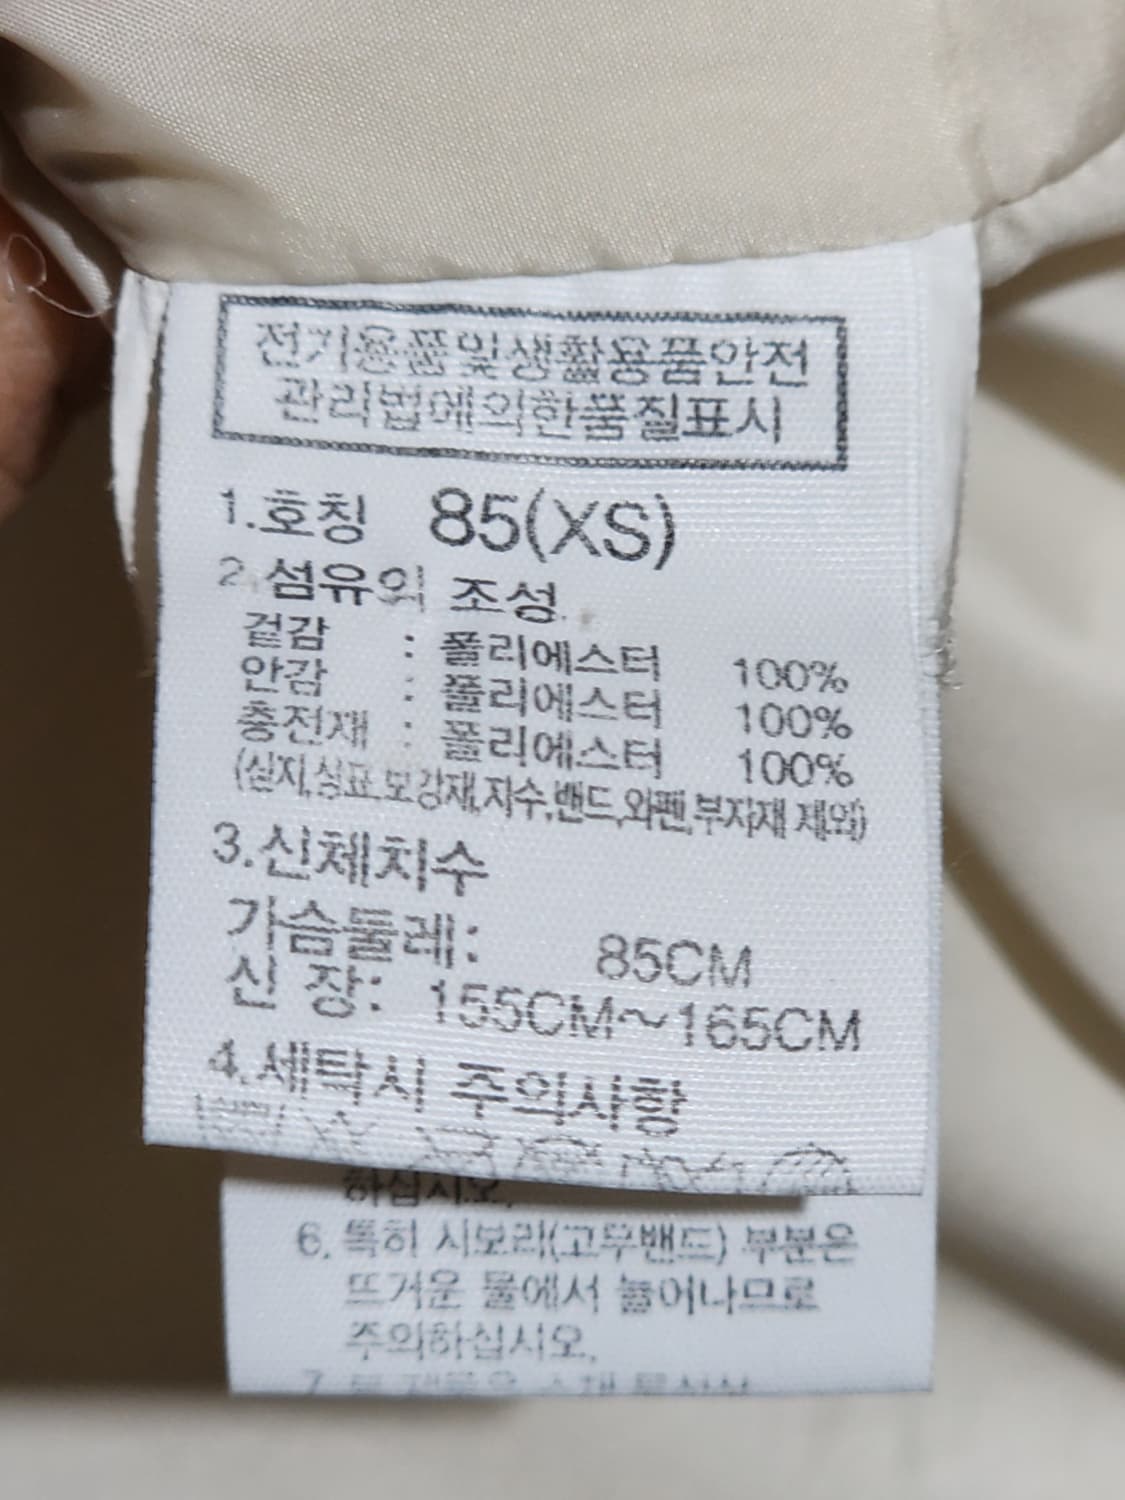 전기용품및생활용품안전
관리법에의한품질표시
1.호칭 85(XS)
2.섬유의 조성
겉감 : 폴리에스터 100%
안감 : 폴리에스터 100%
충전재 : 폴리에스터 100%
(심지,상표,보강재,자수,밴드,와펜,부자재 제외)
3.신체치수
가슴둘레: 85CM
신 장: 155CM~165CM
4.세탁시 주의사항
하십시오.
6. 특히 시보리(고무밴드) 부분은
뜨거운 물에서 늘어나므로
주의하십시오.
7.